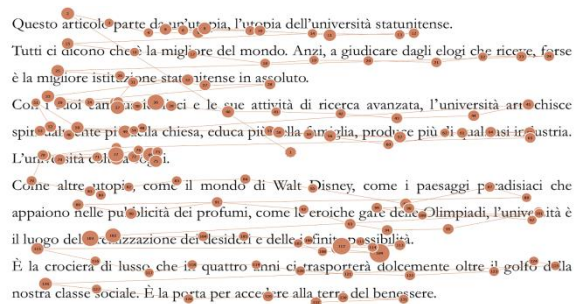 Questo articolo parte da un'utopia, l'utopia dell'università statunitense.
Tutti ci dicono che è la migliore del mondo. Anzi, a giudicare dagli elogi che riceve, forse
è la migliore istituzione statunitense in assoluto.
Con i suoi campus idilliaci e le sue attività di ricerca avanzata, l'università arricchisce
spiritualmente più della chiesa, educa più della famiglia, produce più di qualsiasi industria.
L'università colma sogni.
Come altre utopie, come il mondo di Walt Disney, come i paesaggi paradisiaci che
appaiono nelle pubblicità dei profumi, come le eroiche gare delle Olimpiadi, l'università è
il luogo della realizzazione dei desideri e delle infinite possibilità.
È la crociera di lusso che in quattro anni ci trasporterà dolcemente oltre il golfo della
nostra classe sociale. È la porta per accedere alla terra del benessere.